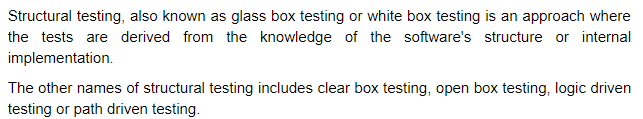 Structural testing, also known as glass box testing or white box testing is an approach where
the tests are derived from the knowledge of the software's structure or internal
implementation.
The other names of structural testing includes clear box testing, open box testing, logic driven
testing or path driven testing.